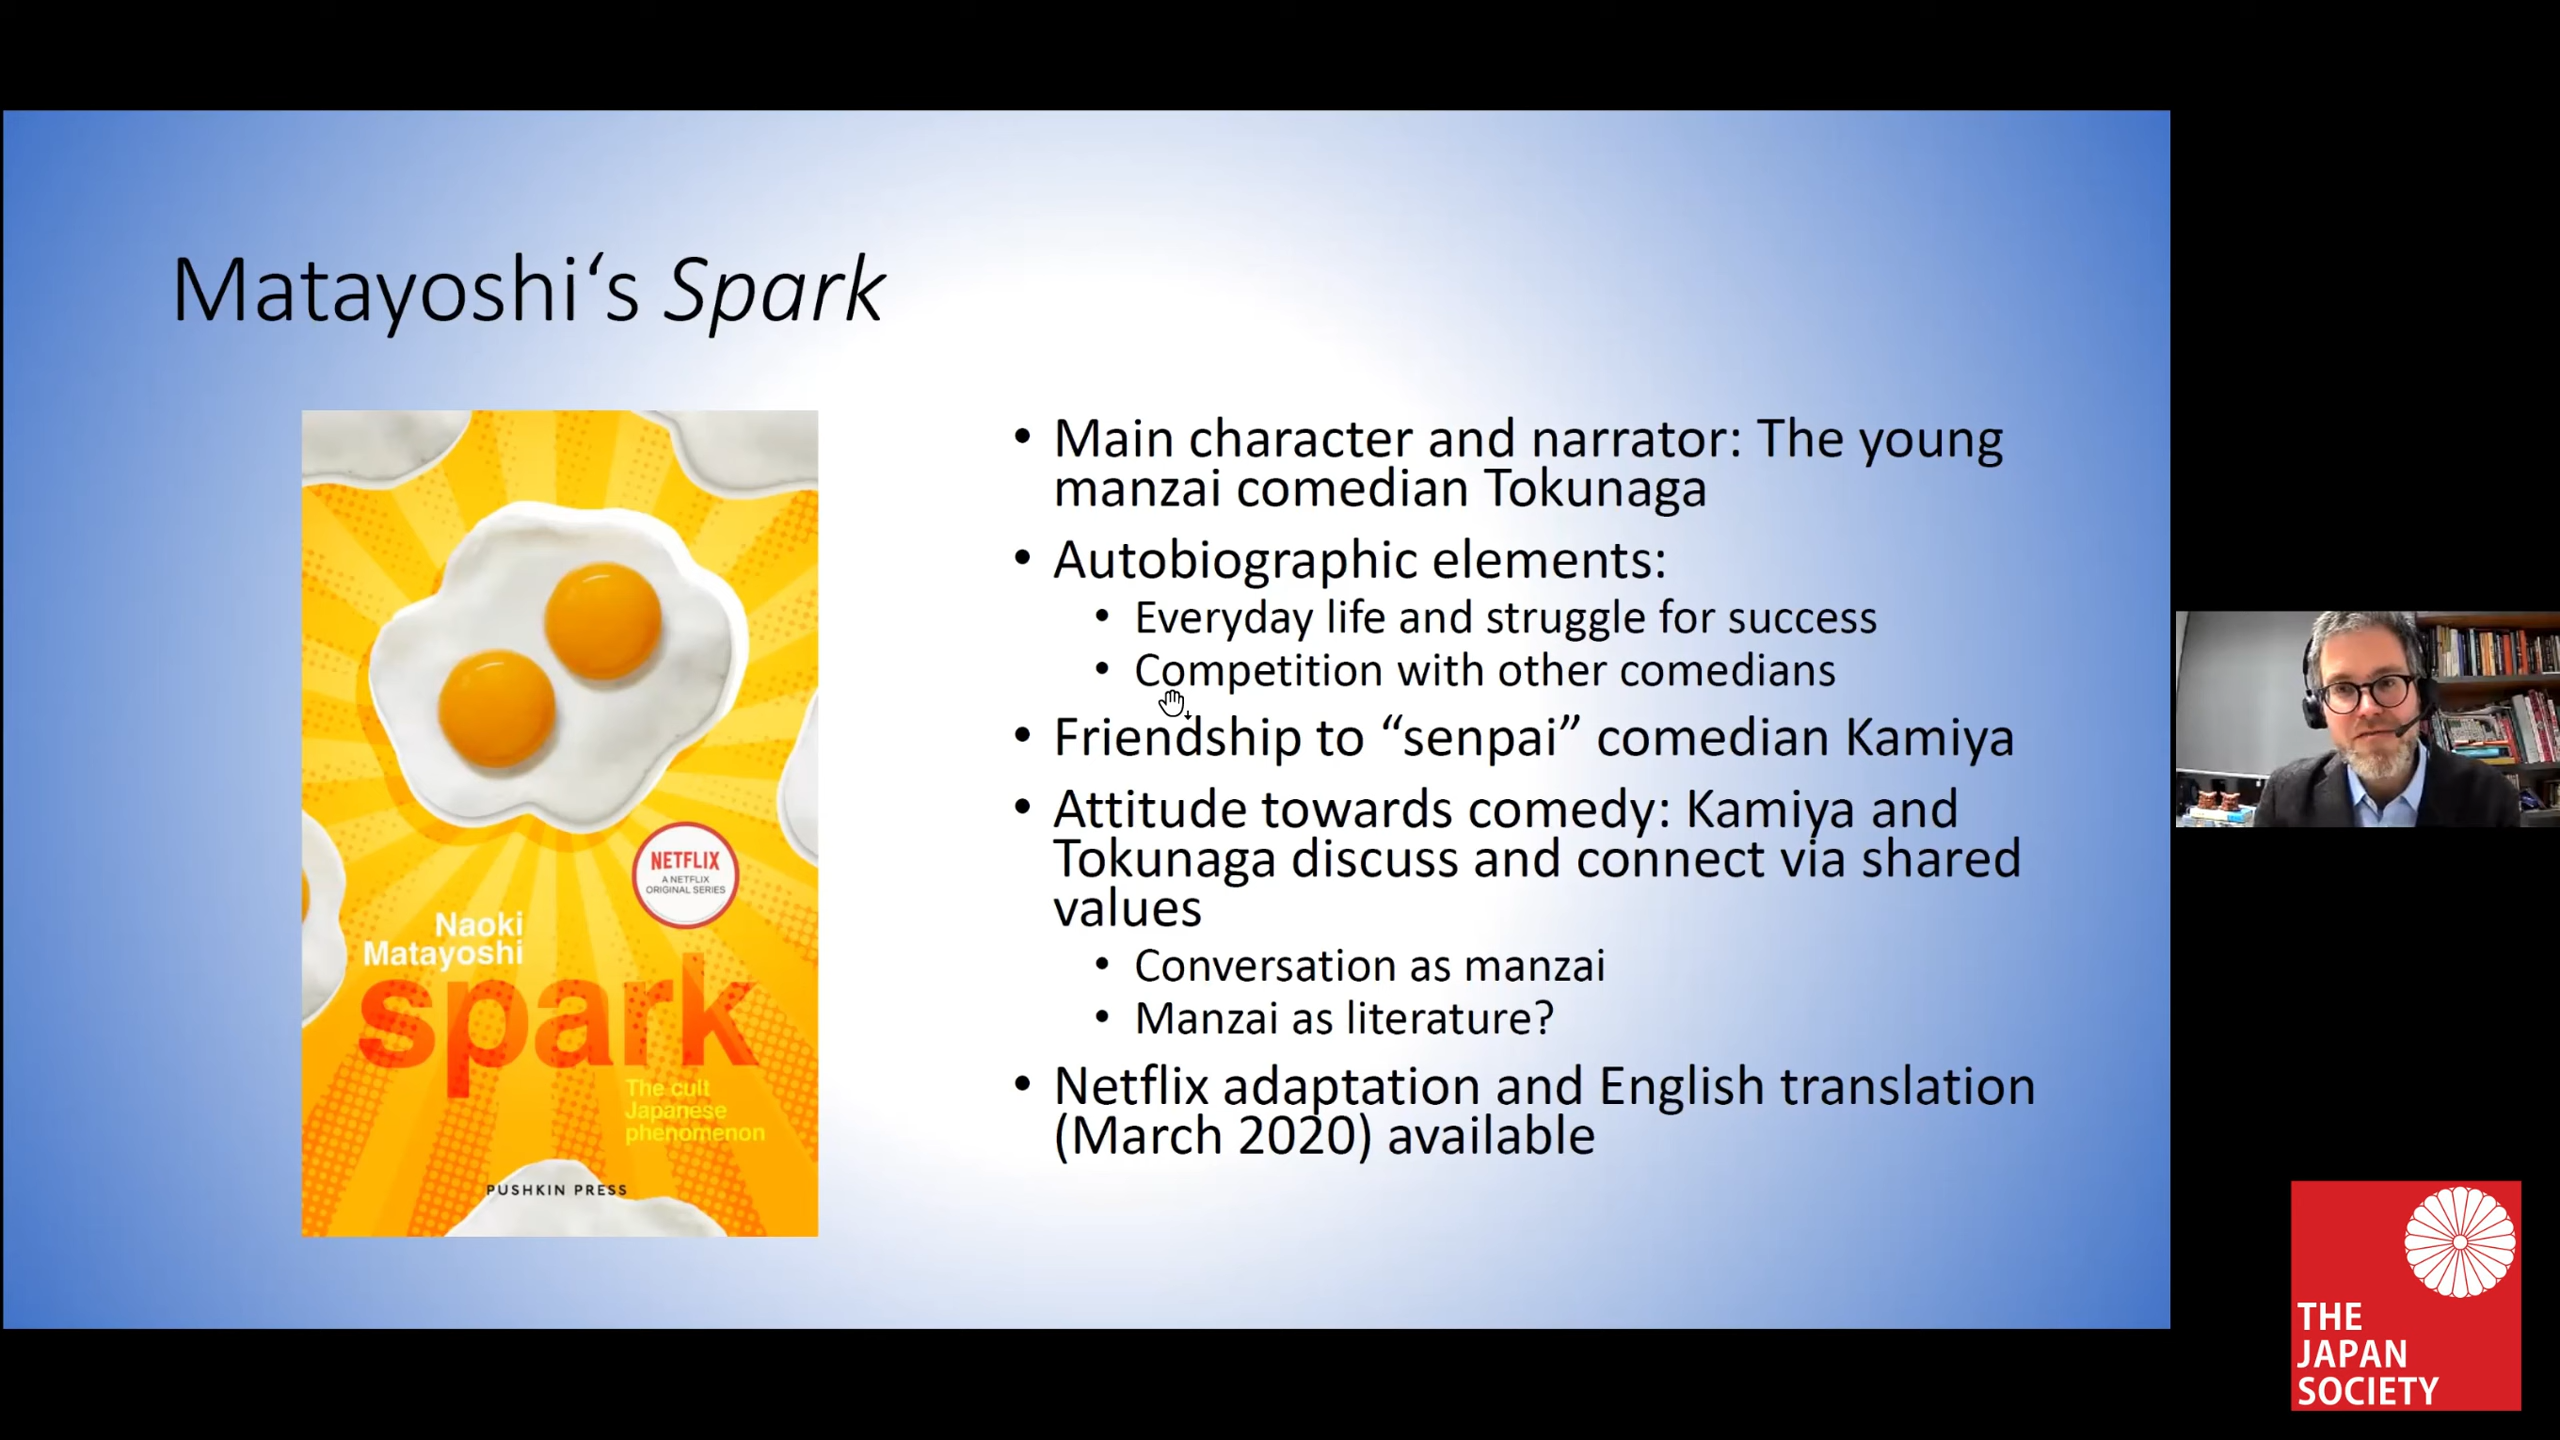 Matayoshi‘s Spark
NETFLIX
A NETFLIX
ORIGINAL SERIES
Naoki
Matayoshi
spark
The cult
Japanese
phenomenon
PUSHKIN PRESS
• Main character and narrator: The young
manzai comedian Tokunaga
• Autobiographic elements:
• Everyday life and struggle for success
• Competition with other comedians
• Friendship to “senpai” comedian Kamiya
• Attitude towards comedy: Kamiya and
Tokunaga discuss and connect via shared
values
• Conversation as manzai
• Manzai as literature?
• Netflix adaptation and English translation
(March 2020) available
THE
JAPAN
SOCIETY